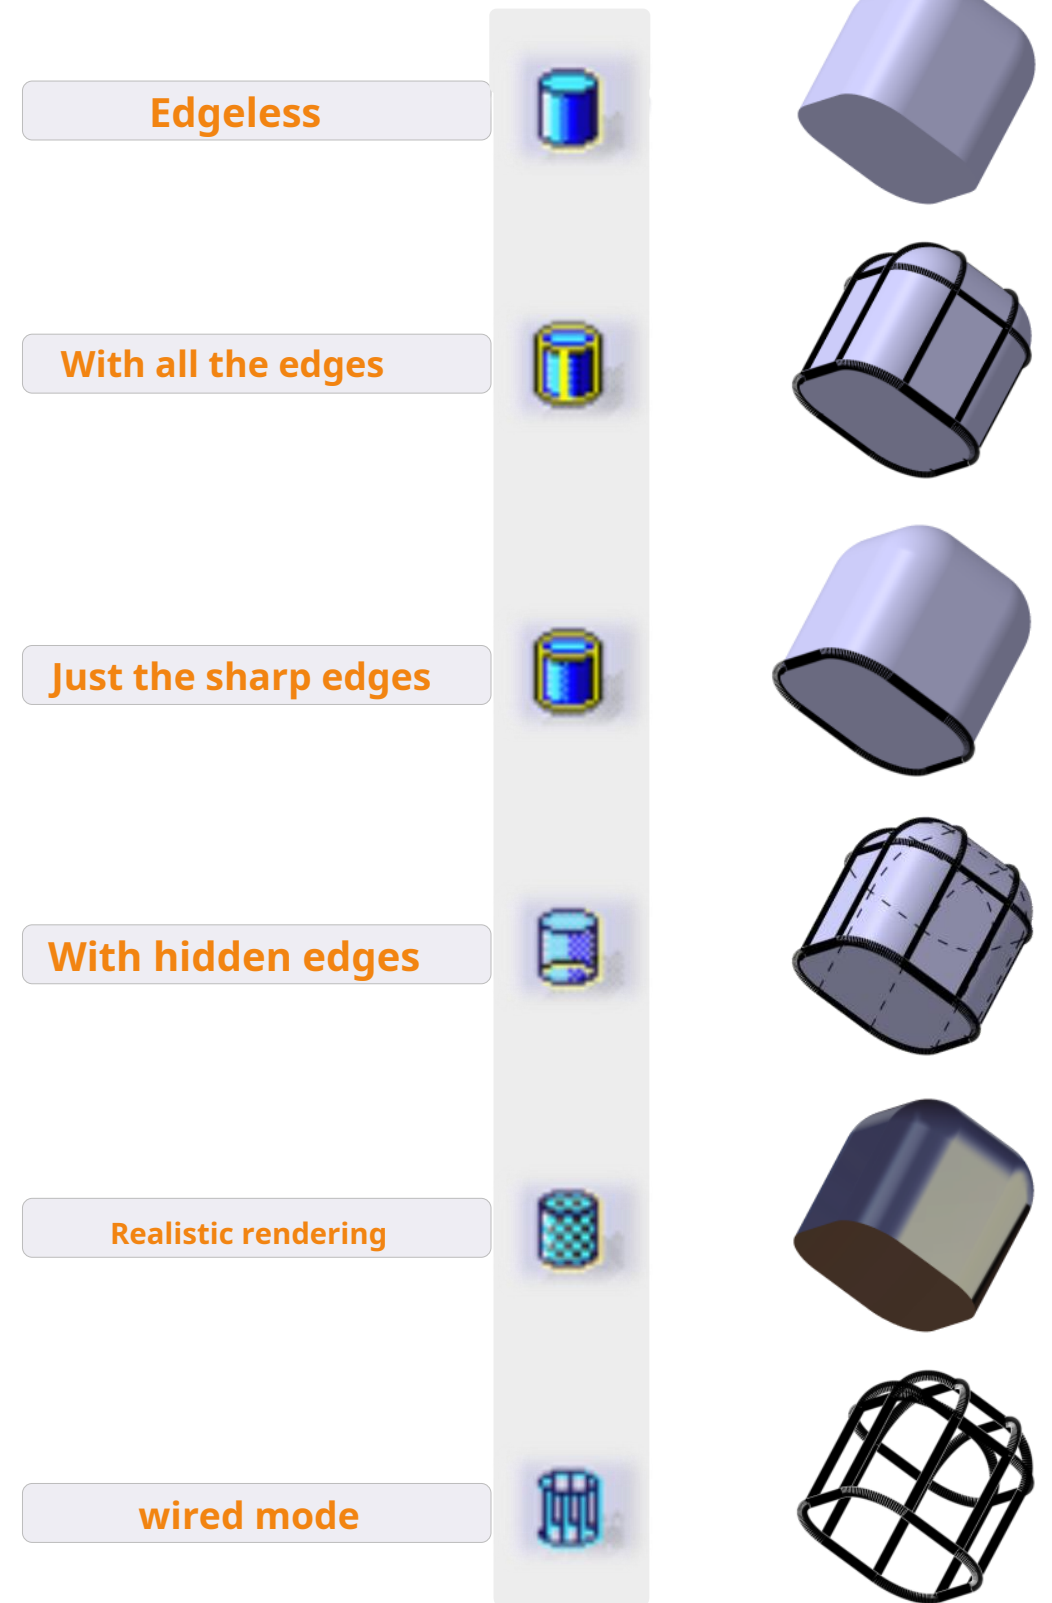 Edgeless
With all the edges
Just the sharp edges
With hidden edges
Realistic rendering
wired mode